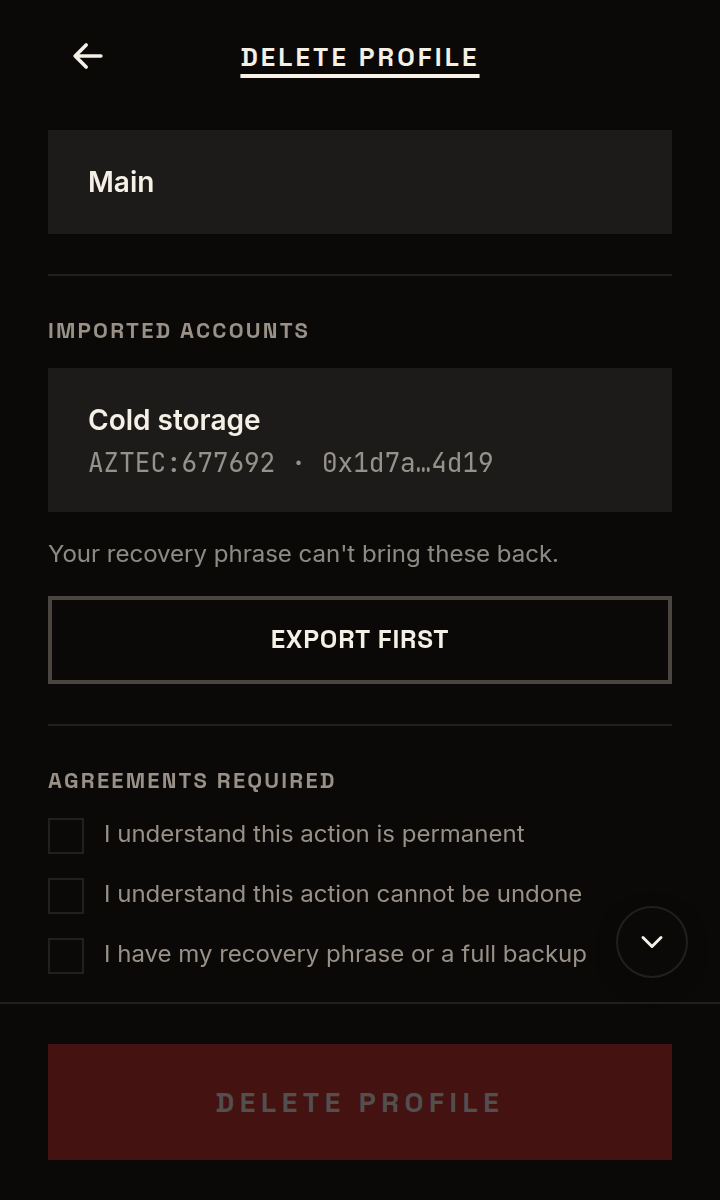 DELETE PROFILE
Main
IMPORTED ACCOUNTS
Cold storage
AZTEC:677692 · 0x1d7a…4d19
Your recovery phrase can't bring these back.
EXPORT FIRST
AGREEMENTS REQUIRED
I understand this action is permanent
I understand this action cannot be undone
I have my recovery phrase or a full backup
DELETE PROFILE